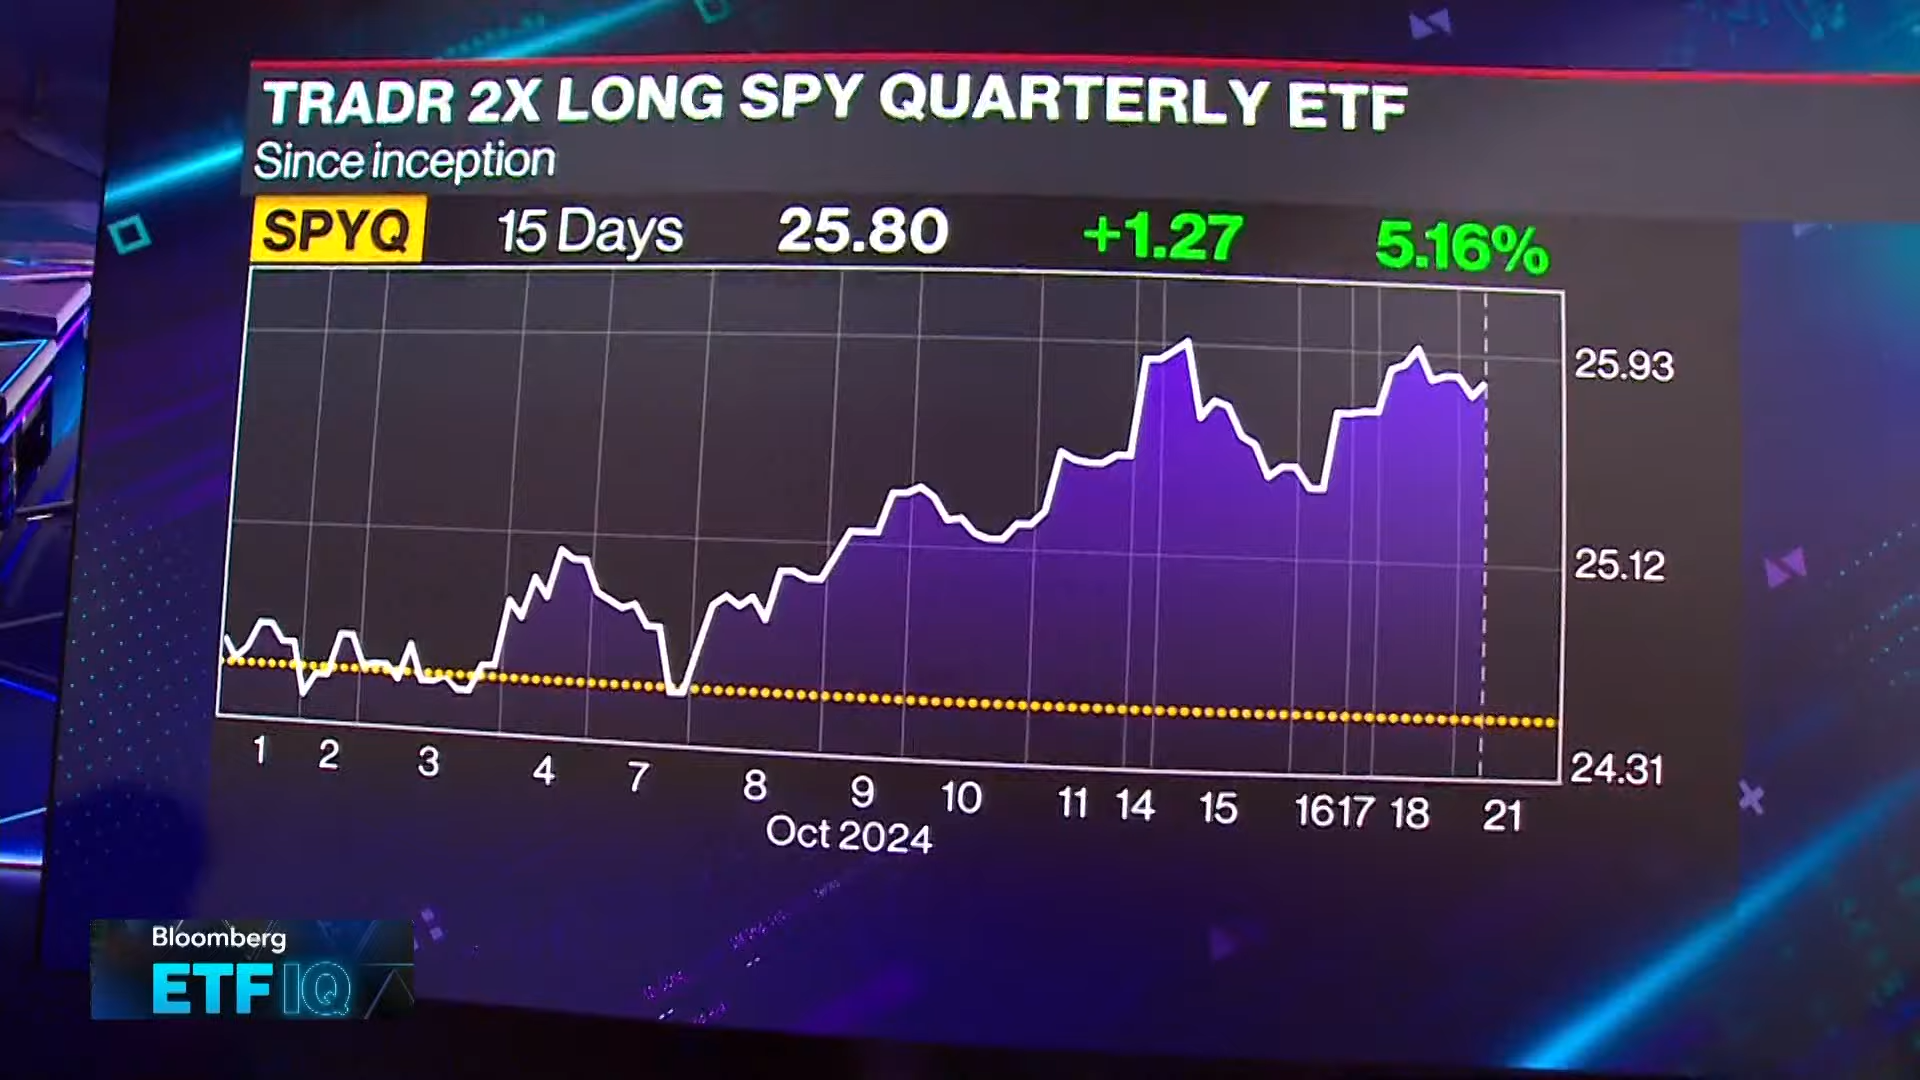 TRADR 2X LONG SPY QUARTERLY ETF
Since inception
SPYQ 15 Days 25.80 +1.27 5.16%
25.93
25.12
24.31
1 2 3 4 7 8 9 10 11 14 15 16 17 18 21
Oct 2024
Bloomberg
ETF IQ